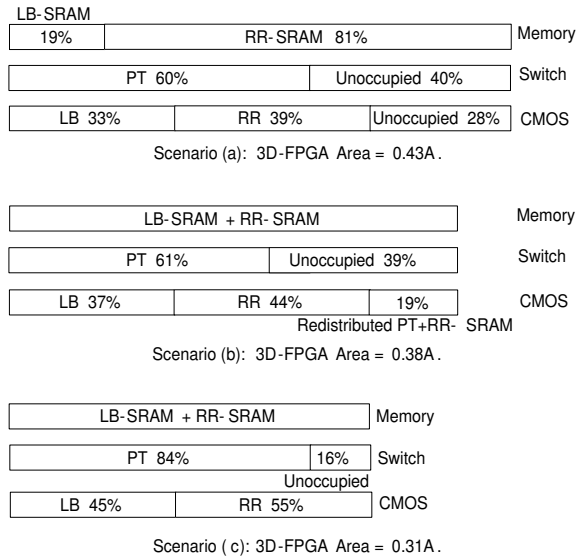 LB-SRAM
19% RR-SRAM 81% Memory
PT 60% Unoccupied 40% Switch
LB 33% RR 39% Unoccupied 28% CMOS
Scenario (a): 3D-FPGA Area = 0.43A.
LB-SRAM + RR-SRAM Memory
PT 61% Unoccupied 39% Switch
LB 37% RR 44% 19% CMOS
Redistributed PT+RR- SRAM
Scenario (b): 3D-FPGA Area = 0.38A.
LB-SRAM + RR-SRAM Memory
PT 84% 16% Switch
Unoccupied
LB 45% RR 55% CMOS
Scenario (c): 3D-FPGA Area = 0.31A.